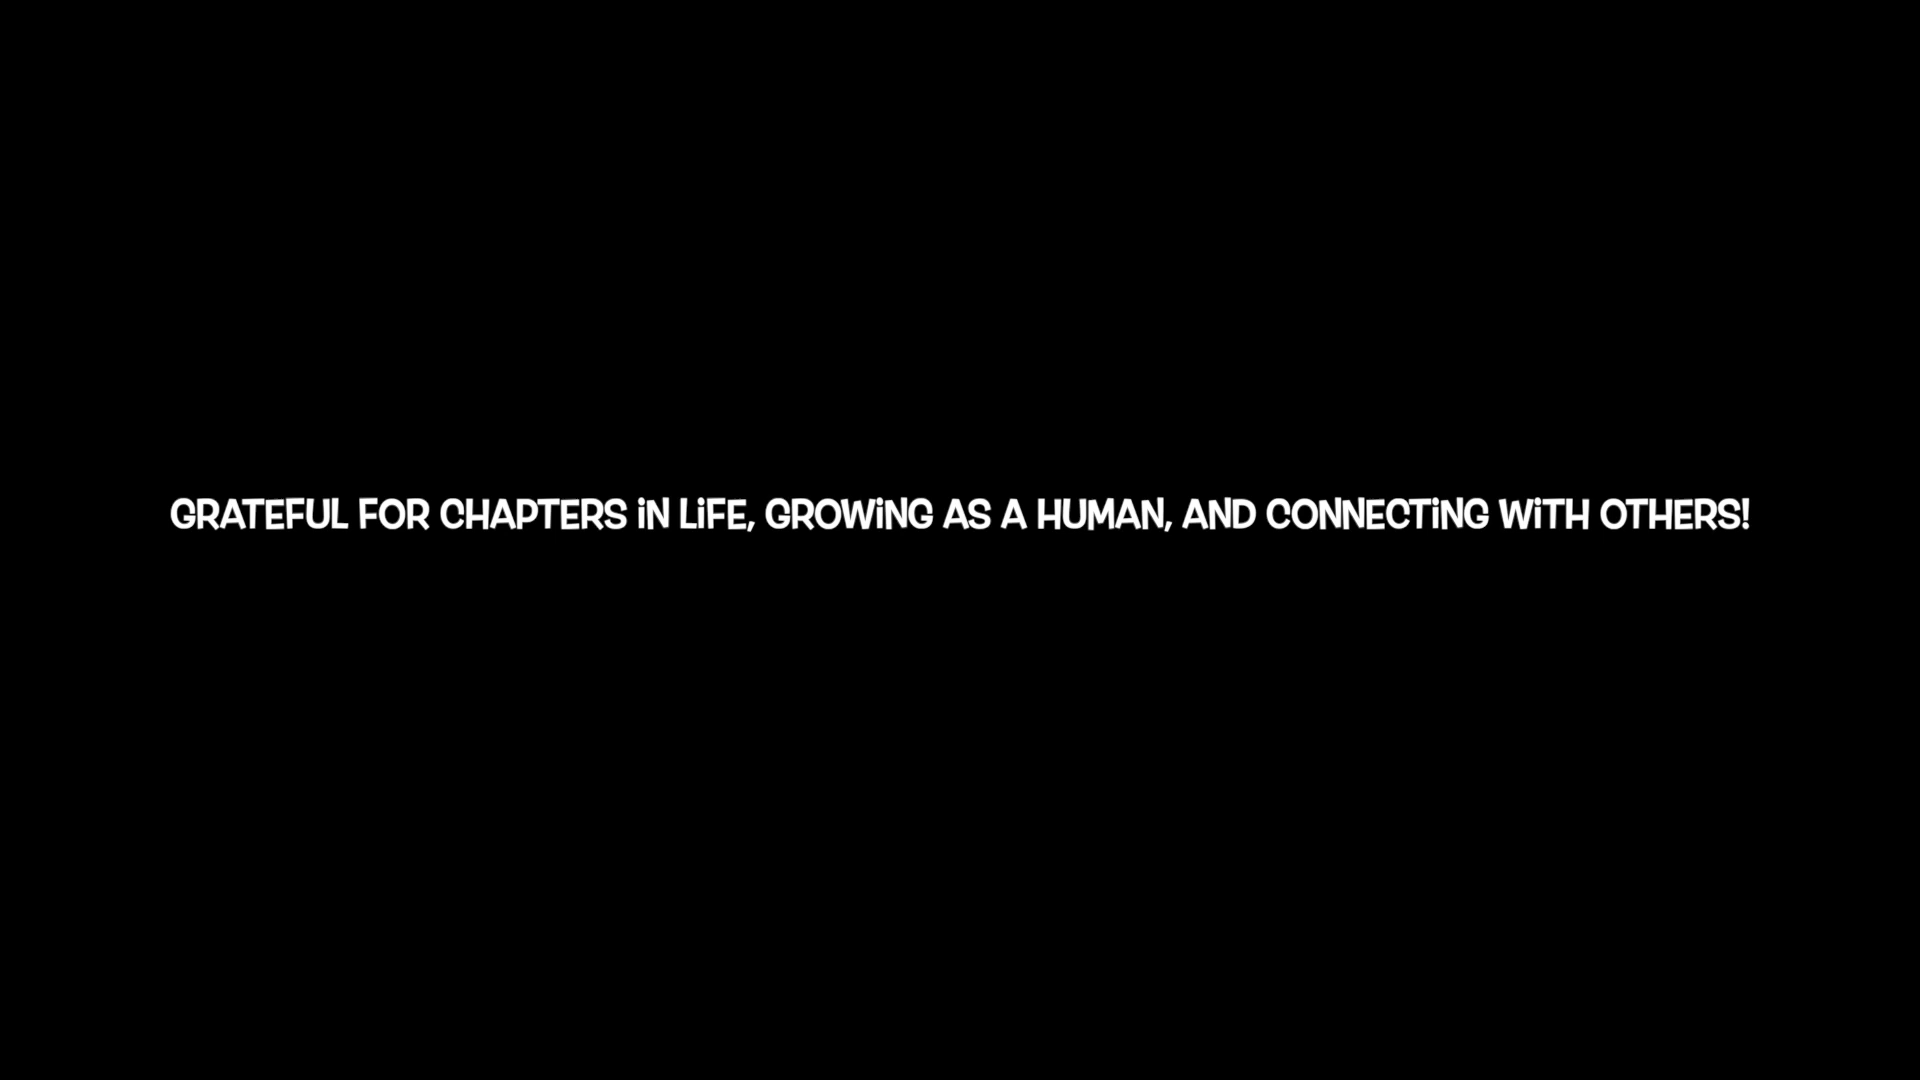 GRATEFUL FOR CHAPTERS iN LiFE, GROWiNG AS A HUMAN, AND CONNECTiNG WiTH OTHERS!